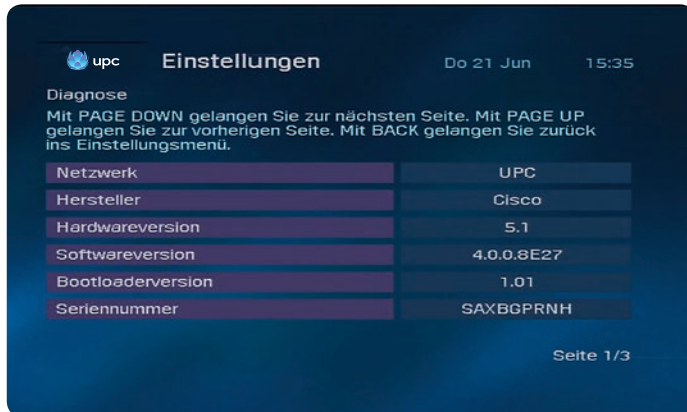 upc Einstellungen Do 21 Jun 15:35
Diagnose
Mit PAGE DOWN gelangen Sie zur nächsten Seite. Mit PAGE UP
gelangen Sie zur vorherigen Seite. Mit BACK gelangen Sie zurück
ins Einstellungsmenü.
Netzwerk UPC
Hersteller Cisco
Hardwareversion 5.1
Softwareversion 4.0.0.8E27
Bootloaderversion 1.01
Seriennummer SAXBGPRNH
Seite 1/3